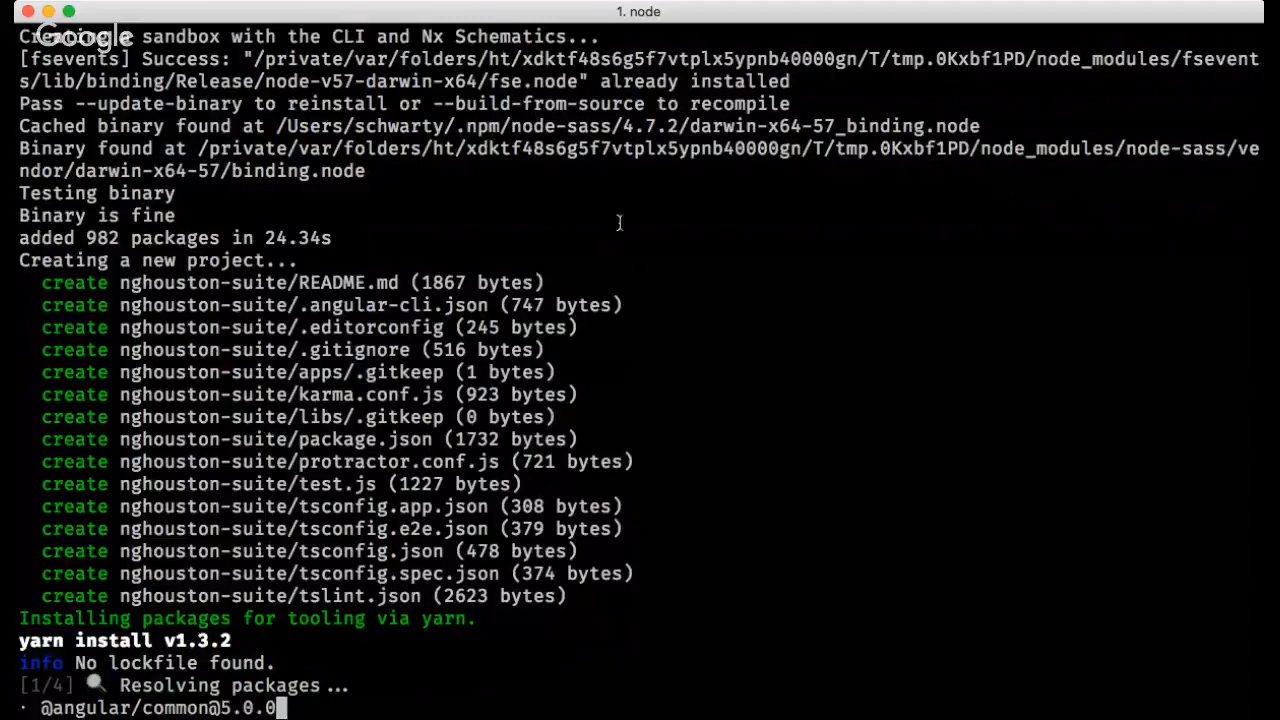 1. node
Google
Creating a sandbox with the CLI and Nx Schematics...
[fsevents] Success: "/private/var/folders/ht/xdktf48s6g5f7vtplx5ypnb40000gn/T/tmp.0Kxbf1PD/node_modules/fsevent
s/lib/binding/Release/node-v57-darwin-x64/fse.node" already installed
Pass --update-binary to reinstall or --build-from-source to recompile
Cached binary found at /Users/schwarty/.npm/node-sass/4.7.2/darwin-x64-57_binding.node
Binary found at /private/var/folders/ht/xdktf48s6g5f7vtplx5ypnb40000gn/T/tmp.0Kxbf1PD/node_modules/node-sass/ve
ndor/darwin-x64-57/binding.node
Testing binary
Binary is fine
added 982 packages in 24.34s
Creating a new project...
create nghouston-suite/README.md (1867 bytes)
create nghouston-suite/.angular-cli.json (747 bytes)
create nghouston-suite/.editorconfig (245 bytes)
create nghouston-suite/.gitignore (516 bytes)
create nghouston-suite/apps/.gitkeep (1 bytes)
create nghouston-suite/karma.conf.js (923 bytes)
create nghouston-suite/libs/.gitkeep (0 bytes)
create nghouston-suite/package.json (1732 bytes)
create nghouston-suite/protractor.conf.js (721 bytes)
create nghouston-suite/test.js (1227 bytes)
create nghouston-suite/tsconfig.app.json (308 bytes)
create nghouston-suite/tsconfig.e2e.json (379 bytes)
create nghouston-suite/tsconfig.json (478 bytes)
create nghouston-suite/tsconfig.spec.json (374 bytes)
create nghouston-suite/tslint.json (2623 bytes)
Installing packages for tooling via yarn.
yarn install v1.3.2
info No lockfile found.
[1/4] 🔍 Resolving packages...
· @angular/common@5.0.0